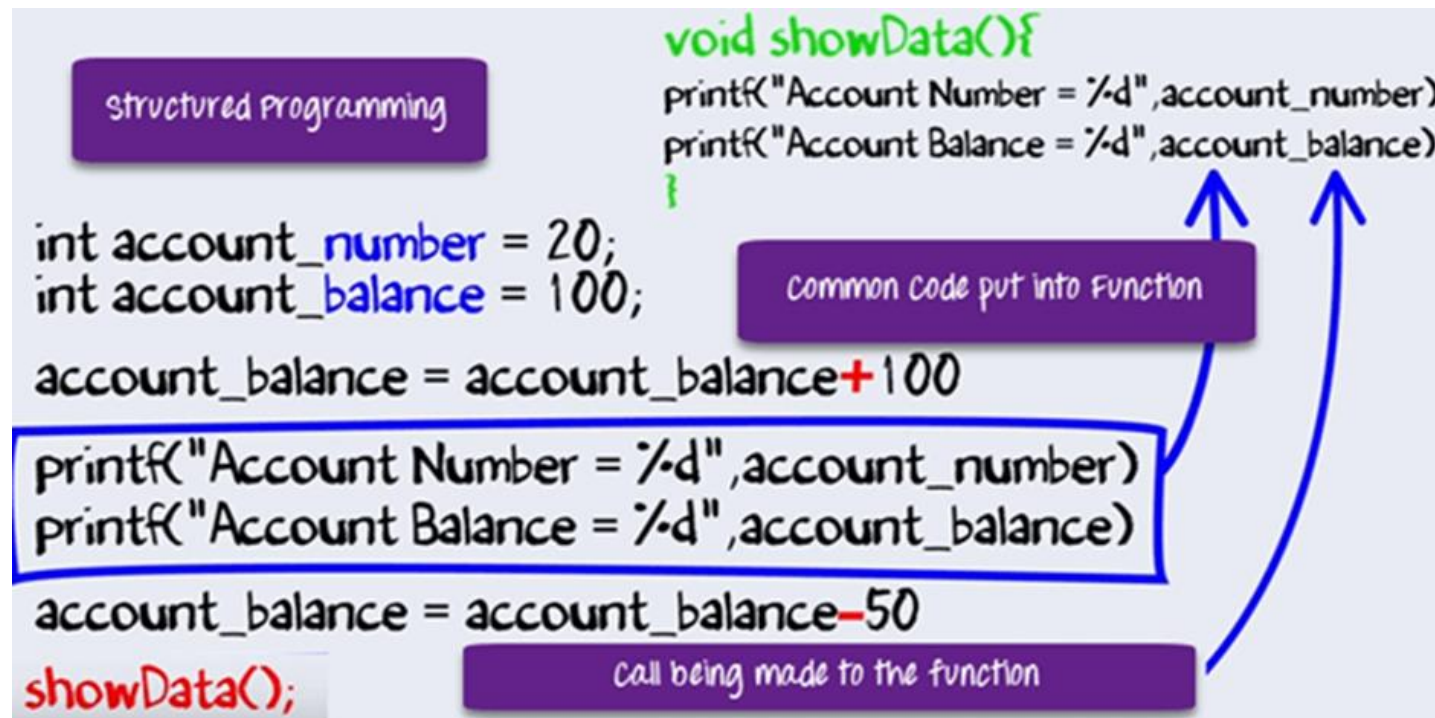 Structured Programming
void showData(){
printf("Account Number = %d",account_number)
printf("Account Balance = %d",account_balance)
}
int account_number = 20;
int account_balance = 100;
Common Code put into Function
account_balance = account_balance+100
printf("Account Number = %d",account_number)
printf("Account Balance = %d",account_balance)
account_balance = account_balance-50
Call being made to the function
showData();